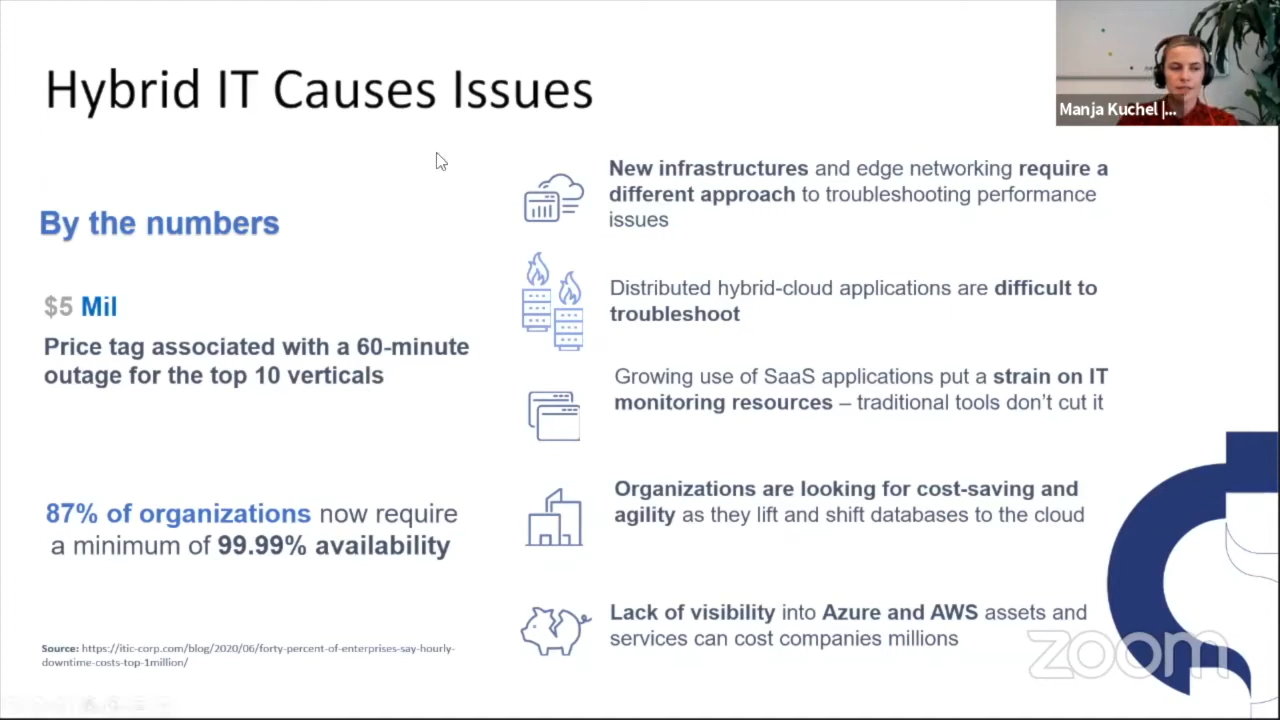 Hybrid IT Causes Issues
Manja Kuchel |...
By the numbers
$5 Mil
Price tag associated with a 60-minute
outage for the top 10 verticals
87% of organizations now require
a minimum of 99.99% availability
Source: https://itic-corp.com/blog/2020/06/forty-percent-of-enterprises-say-hourly-
downtime-costs-top-1million/
New infrastructures and edge networking require a
different approach to troubleshooting performance
issues
Distributed hybrid-cloud applications are difficult to
troubleshoot
Growing use of SaaS applications put a strain on IT
monitoring resources – traditional tools don’t cut it
Organizations are looking for cost-saving and
agility as they lift and shift databases to the cloud
Lack of visibility into Azure and AWS assets and
services can cost companies millions
zoom